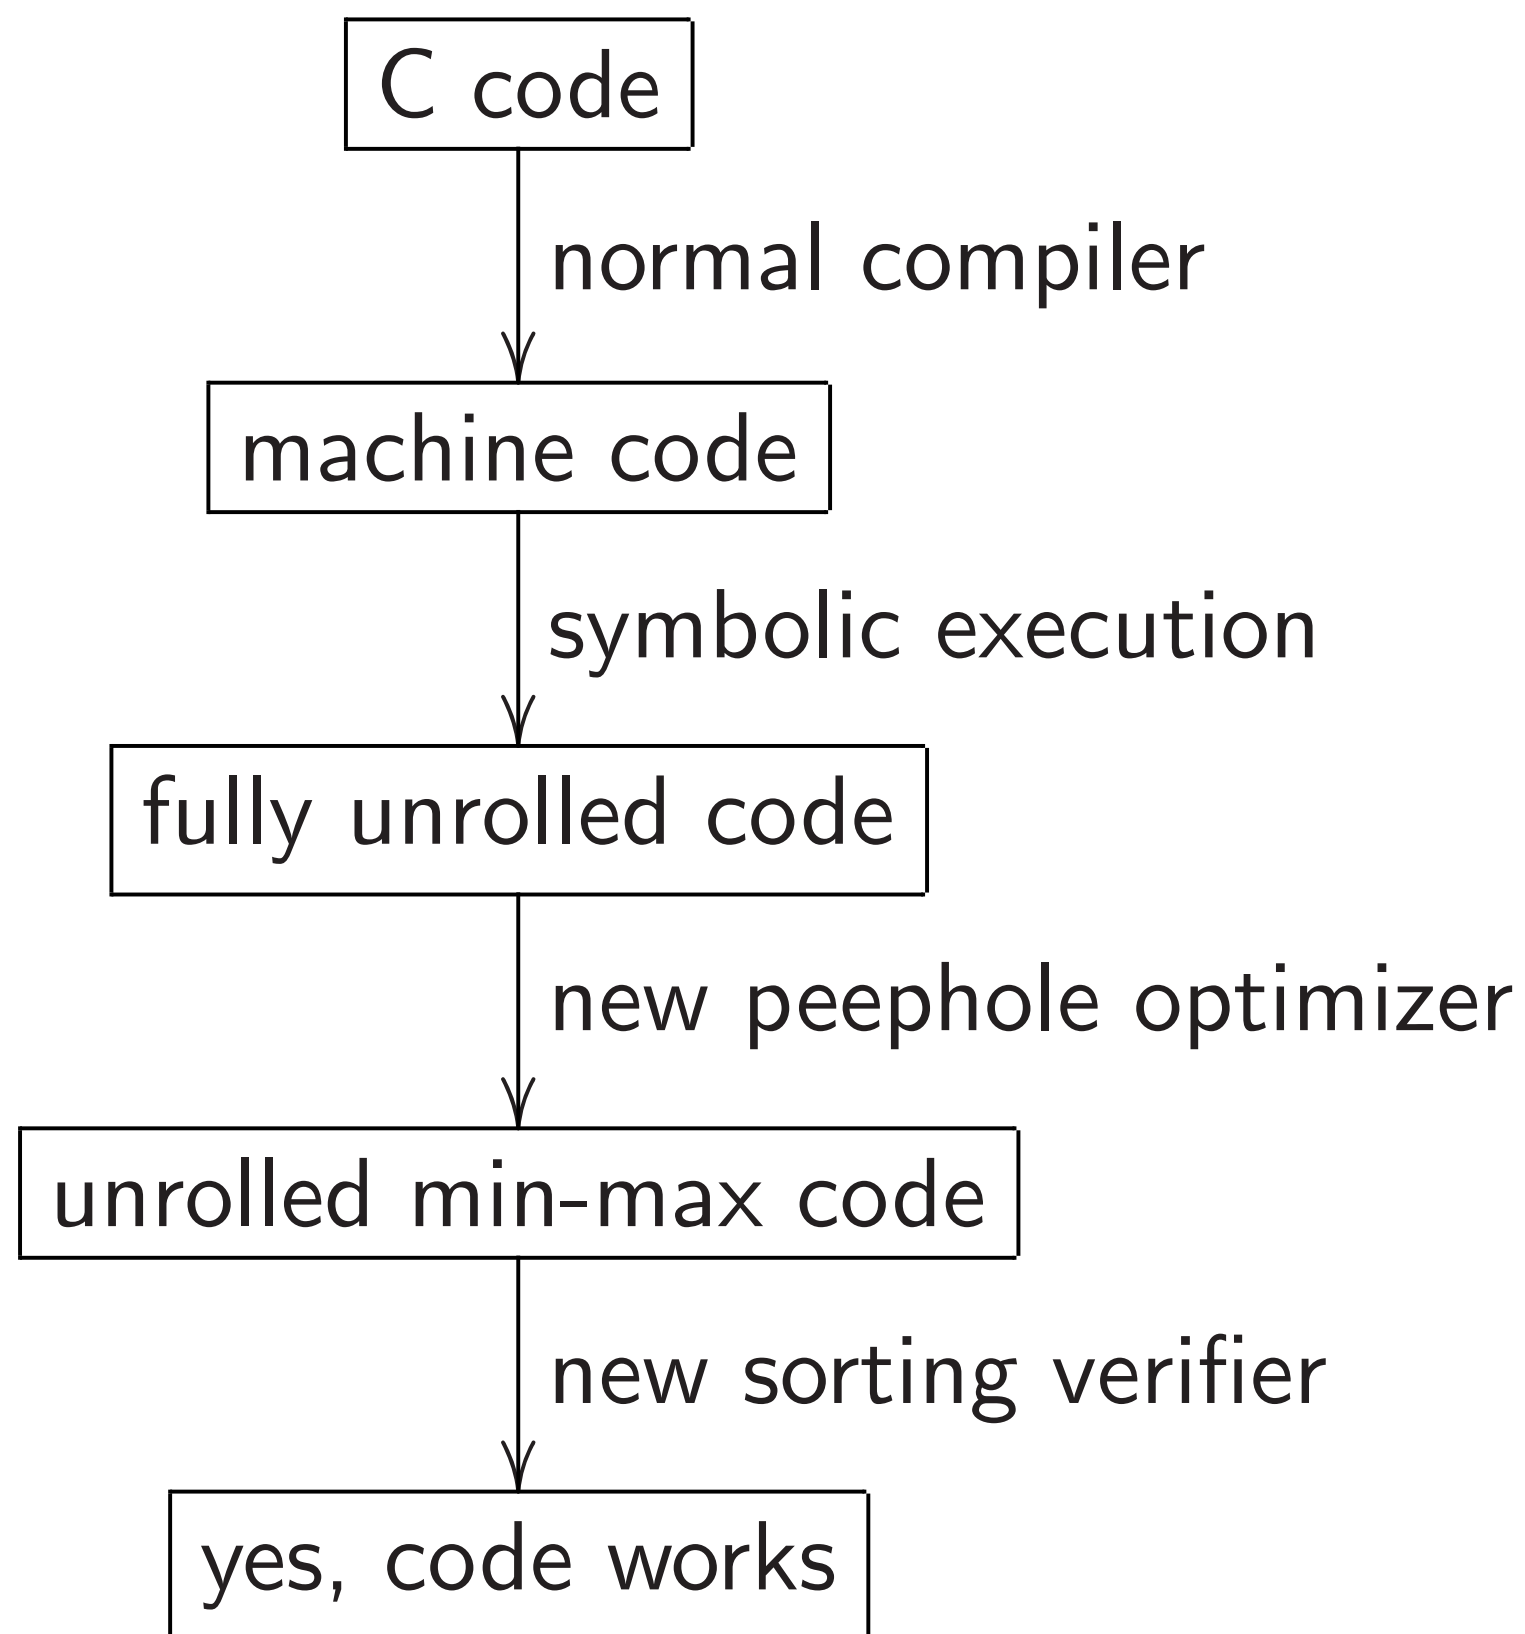 C code
normal compiler
machine code
symbolic execution
fully unrolled code
new peephole optimizer
unrolled min-max code
new sorting verifier
yes, code works